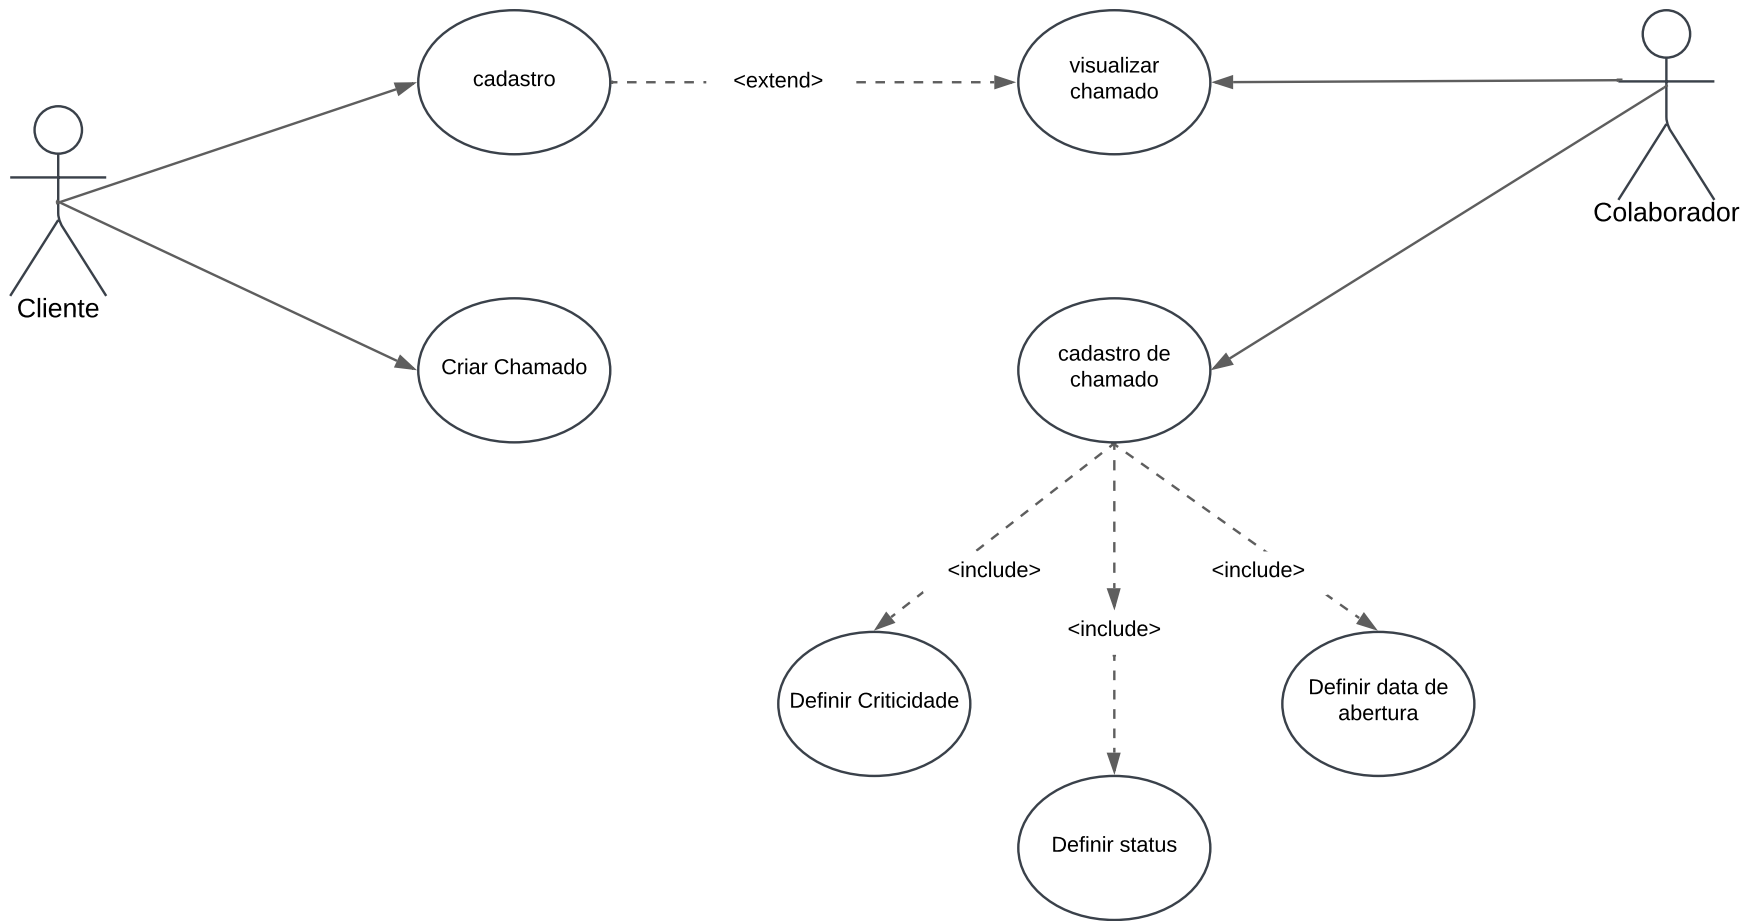 cadastro
<extend>
visualizar
chamado
Colaborador
Cliente
Criar Chamado
cadastro de
chamado
<include>
<include>
<include>
Definir Criticidade
Definir data de
abertura
Definir status